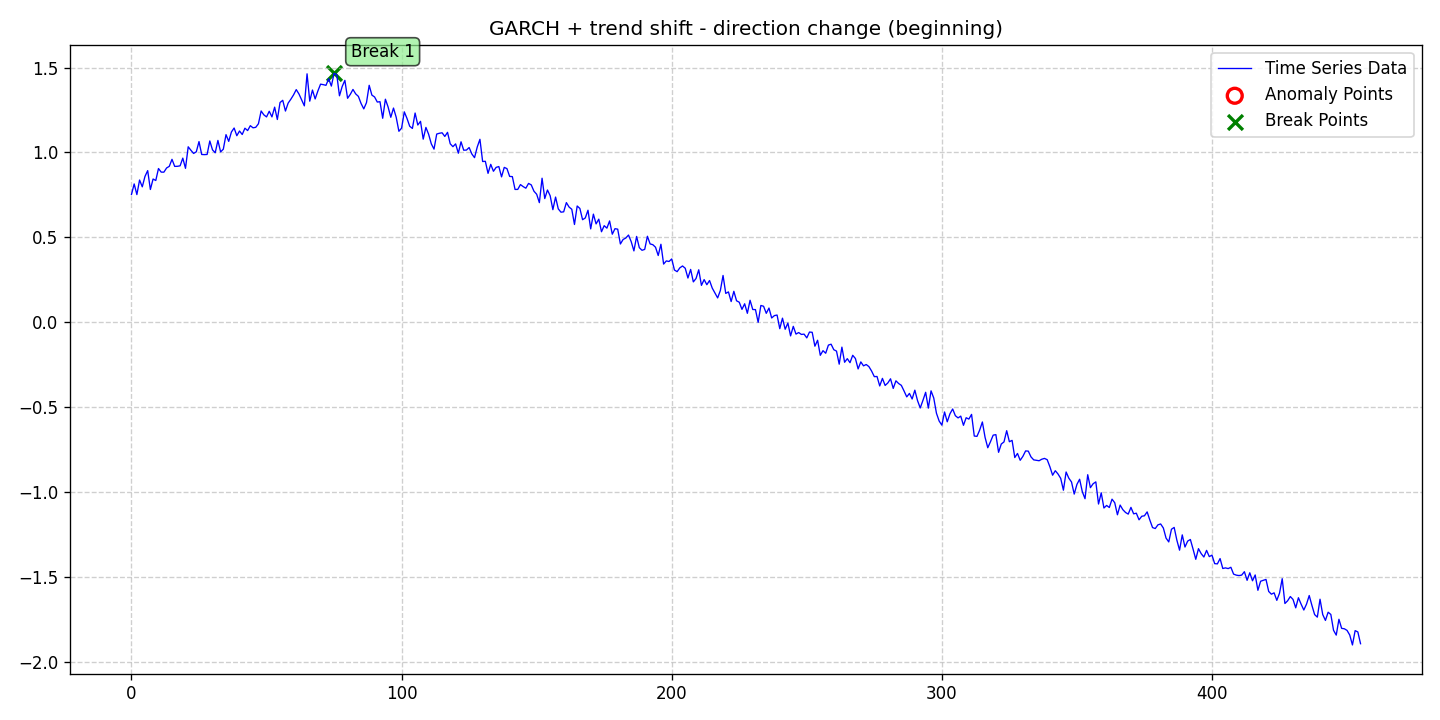 GARCH + trend shift - direction change (beginning)
Break 1
Time Series Data
Anomaly Points
Break Points
1.5
1.0
0.5
0.0
−0.5
−1.0
−1.5
−2.0
0 100 200 300 400